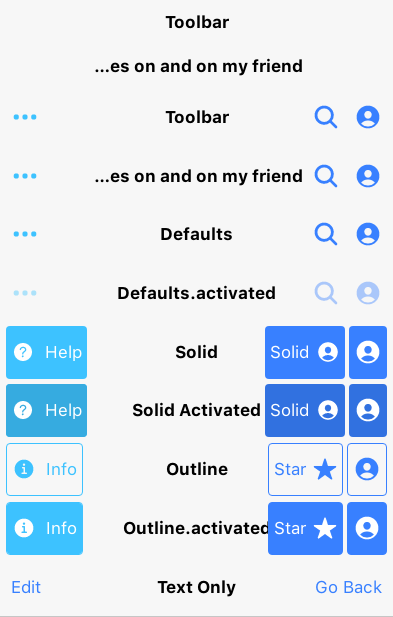 Toolbar
...es on and on my friend
Toolbar
...es on and on my friend
Defaults
Defaults.activated
Help Solid Solid
Help Solid Activated Solid
Info Outline Star
Info Outline.activated Star
Edit Text Only Go Back